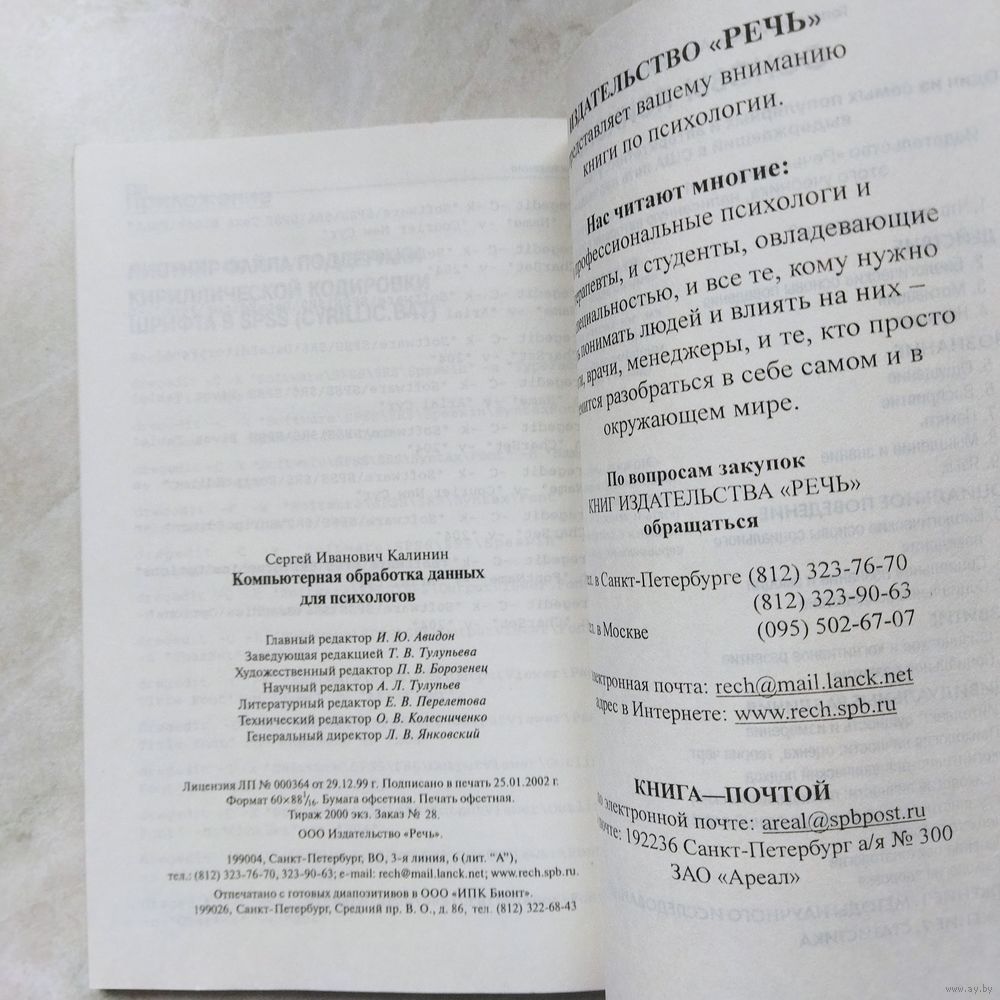 Сергей Иванович Калинин
Компьютерная обработка данных
для психологов
Главный редактор И. Ю. Авидон
Заведующая редакцией Т. В. Тулупьева
Художественный редактор П. В. Борозенец
Научный редактор А. Л. Тулупьев
Литературный редактор Е. В. Перелетова
Технический редактор О. В. Колесниченко
Генеральный директор Л. В. Янковский
Лицензия ЛП № 000364 от 29.12.99 г. Подписано в печать 25.01.2002 г.
Формат 60×88 1/16. Бумага офсетная. Печать офсетная.
Тираж 2000 экз. Заказ № 28.
ООО Издательство «Речь».
199004, Санкт-Петербург, ВО, 3-я линия, 6 (лит. "А"),
тел.: (812) 323-76-70, 323-90-63; e-mail: rech@mail.lanck.net; www.rech.spb.ru.
Отпечатано с готовых диапозитивов в ООО «ИПК Бионт».
199026, Санкт-Петербург, Средний пр. В. О., д. 86, тел. (812) 322-68-43
ИЗДАТЕЛЬСТВО «РЕЧЬ»
представляет вашему вниманию
книги по психологии.
Нас читают многие:
профессиональные психологи и
и студенты, овладевающие
и все те, кому нужно
понимать людей и влиять на них –
врачи, менеджеры, и те, кто просто
разобраться в себе самом и в
окружающем мире.
По вопросам закупок
КНИГ ИЗДАТЕЛЬСТВА «РЕЧЬ»
обращаться
в Санкт-Петербурге (812) 323-76-70
(812) 323-90-63
в Москве (095) 502-67-07
rech@mail.lanck.net
адрес в Интернете: www.rech.spb.ru
КНИГА—ПОЧТОЙ
по электронной почте: areal@spbpost.ru
192236 Санкт-Петербург а/я № 300
ЗАО «Ареал»
www.ay.by